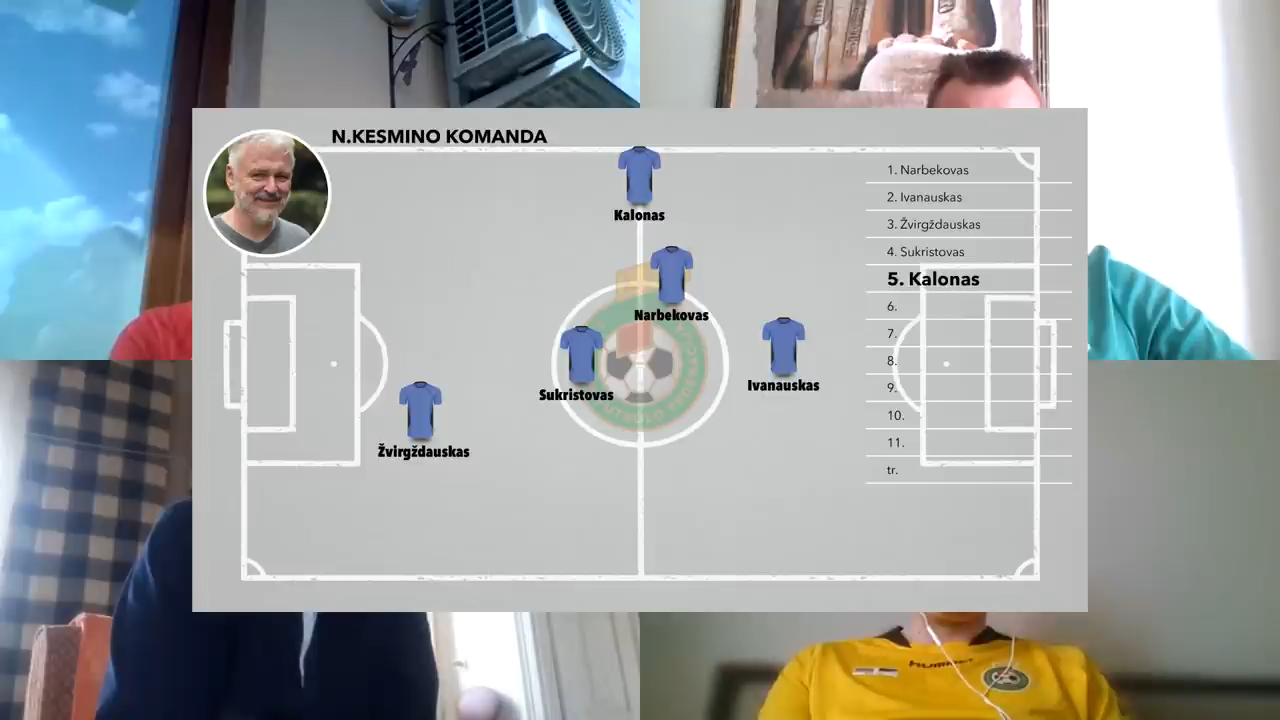 N.KESMINO KOMANDA
Kalonas
Narbekovas
Sukristovas
Ivanauskas
Žvirgždauskas
1. Narbekovas
2. Ivanauskas
3. Žvirgždauskas
4. Sukristovas
5. Kalonas
6.
7.
8.
9.
10.
11.
tr.
hummel